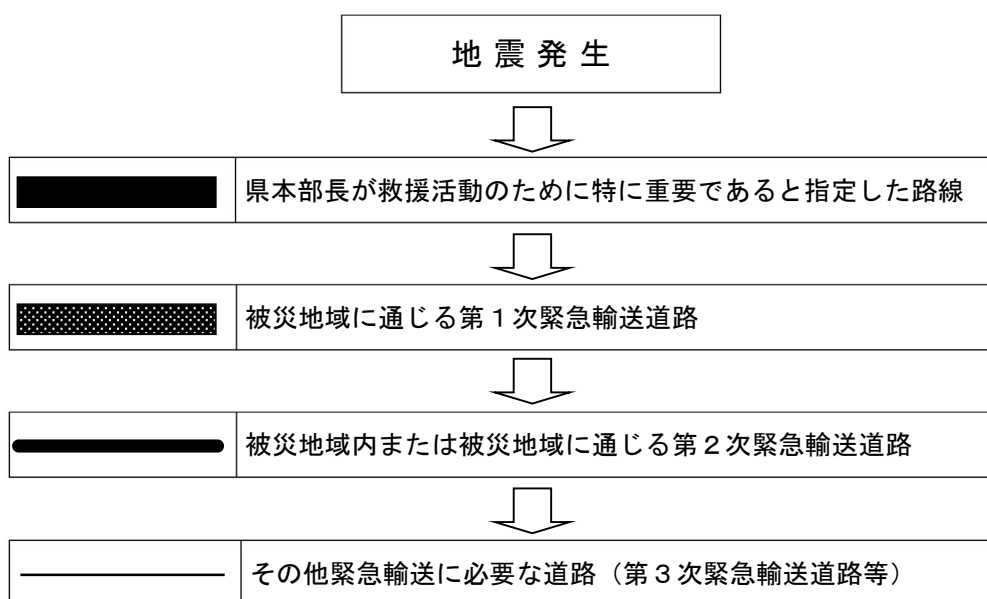 地震発生
県本部長が救援活動のために特に重要であると指定した路線
被災地域に通じる第１次緊急輸送道路
被災地域内または被災地域に通じる第２次緊急輸送道路
その他緊急輸送に必要な道路（第３次緊急輸送道路等）